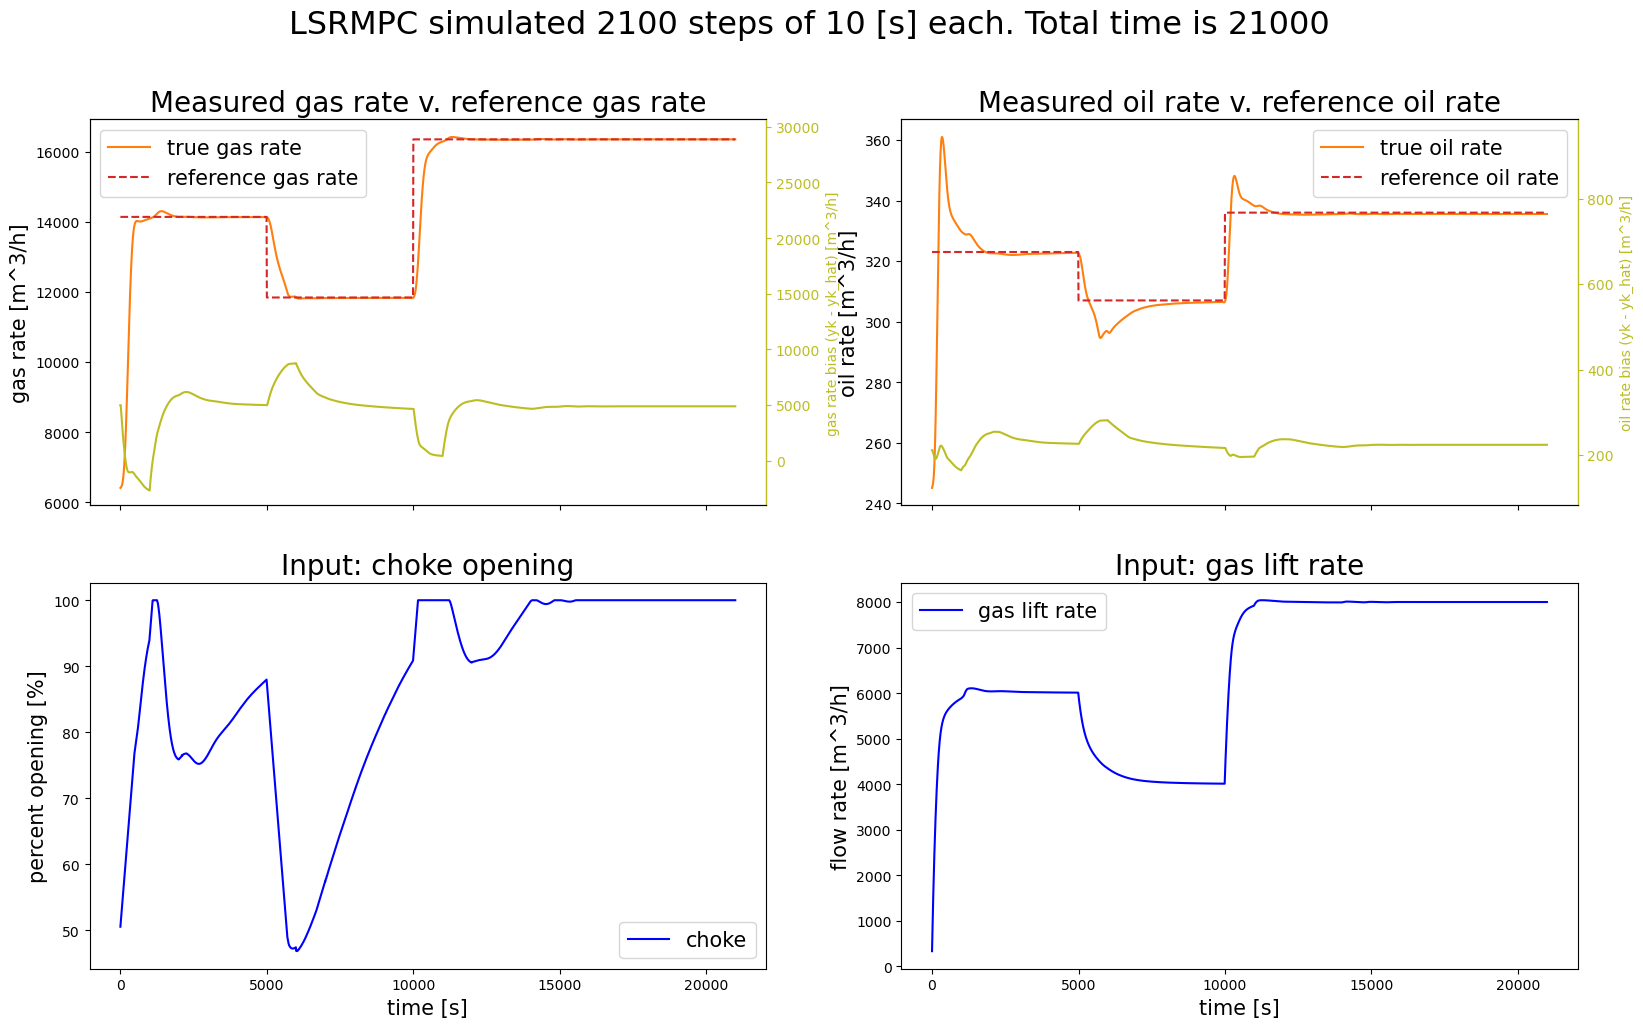 LSRMPC simulated 2100 steps of 10 [s] each. Total time is 21000
Measured gas rate v. reference gas rate
true gas rate
reference gas rate
gas rate [m^3/h]
16000
14000
12000
10000
8000
6000
30000
25000
20000
15000
10000
5000
0
gas rate bias (yk - yk_hat) [m^3/h]
Measured oil rate v. reference oil rate
true oil rate
reference oil rate
oil rate [m^3/h]
360
340
320
300
280
260
240
800
600
400
200
oil rate bias (yk - yk_hat) [m^3/h]
Input: choke opening
percent opening [%]
100
90
80
70
60
50
choke
0
5000
10000
15000
20000
time [s]
Input: gas lift rate
gas lift rate
flow rate [m^3/h]
8000
7000
6000
5000
4000
3000
2000
1000
0
0
5000
10000
15000
20000
time [s]